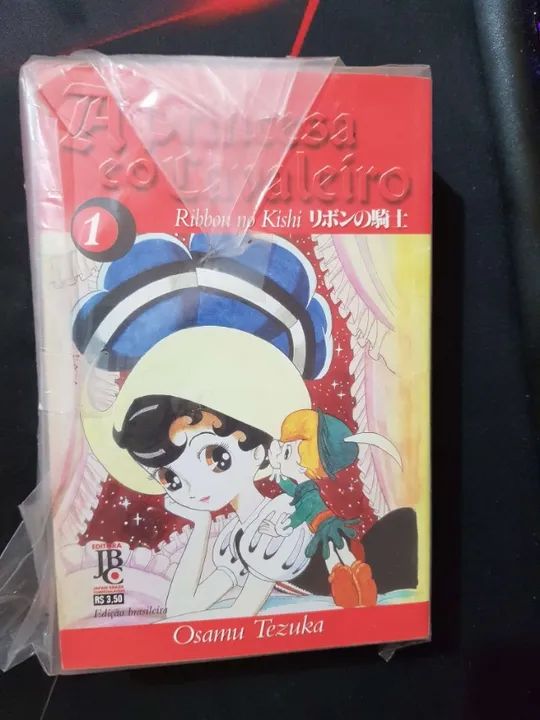 A Princesa
e o Cavaleiro
1
Ribbon no Kishi リボンの騎士
EDITORA
JBC
R$ 3,50
Edição brasileira
Osamu Tezuka